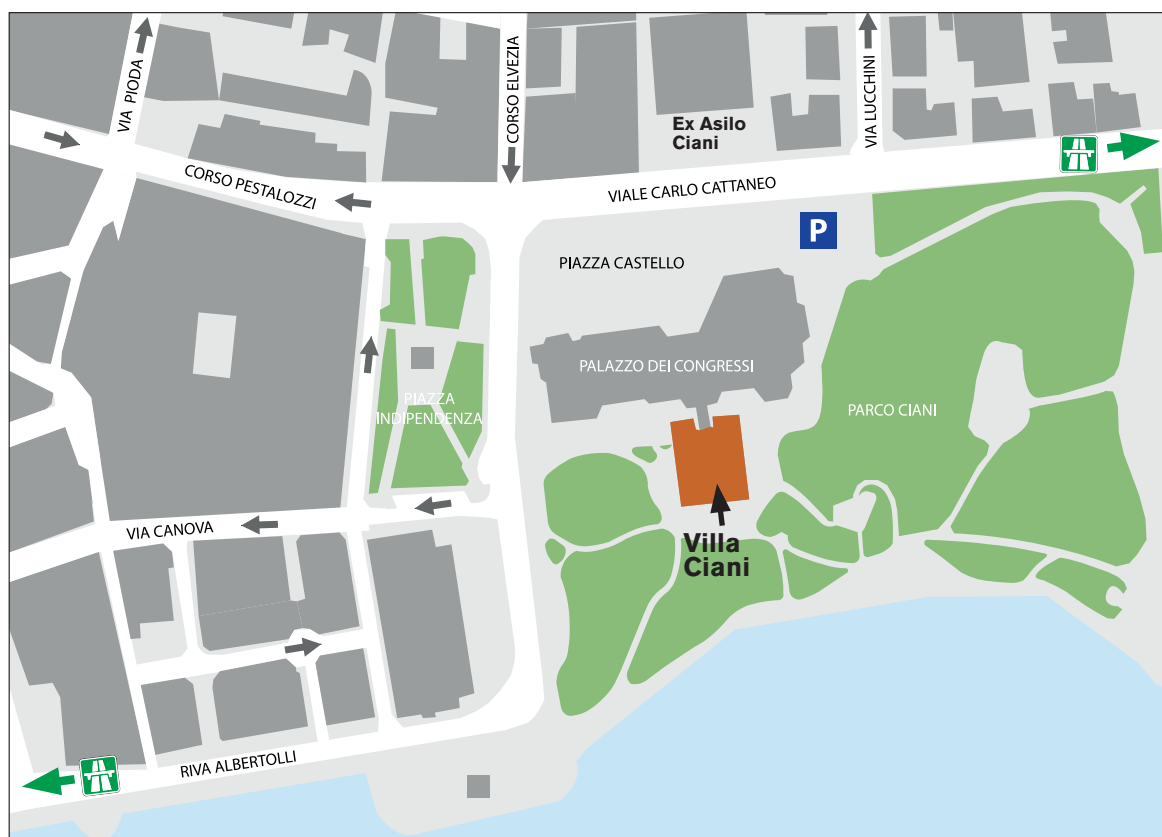 VIA PIODA
CORSO ELVEZIA
VIA LUCCHINI
Ex Asilo
Ciani
CORSO PESTALOZZI
VIALE CARLO CATTANEO
P
PIAZZA CASTELLO
PALAZZO DEI CONGRESSI
PIAZZA
INDIPENDENZA
PARCO CIANI
VIA CANOVA
Villa
Ciani
RIVA ALBERTOLLI